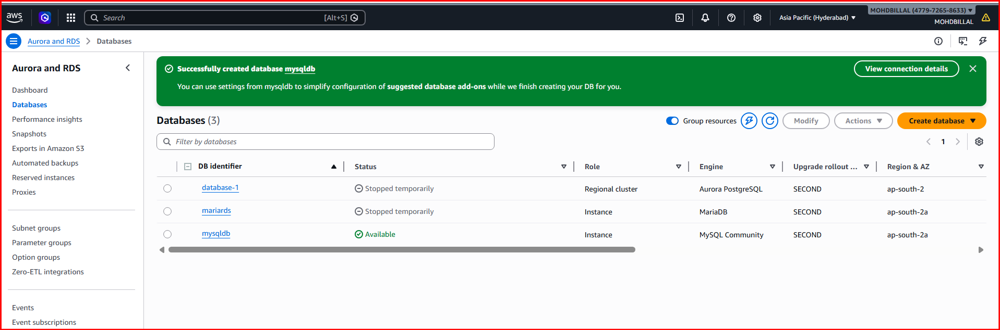 aws
Search [Alt+S]
Asia Pacific (Hyderabad)
MOHDBILLAL (4779-7265-8633)
MOHDBILLAL
Aurora and RDS > Databases
Aurora and RDS
Dashboard
Databases
Performance insights
Snapshots
Exports in Amazon S3
Automated backups
Reserved instances
Proxies
Subnet groups
Parameter groups
Option groups
Zero-ETL integrations
Events
Event subscriptions
Successfully created database mysqldb
View connection details
You can use settings from mysqldb to simplify configuration of suggested database add-ons while we finish creating your DB for you.
Databases (3)
Group resources
Modify
Actions
Create database
Filter by databases
1
DB identifier Status Role Engine Upgrade rollout ... Region & AZ
database-1 Stopped temporarily Regional cluster Aurora PostgreSQL SECOND ap-south-2
mariards Stopped temporarily Instance MariaDB SECOND ap-south-2a
mysqldb Available Instance MySQL Community SECOND ap-south-2a